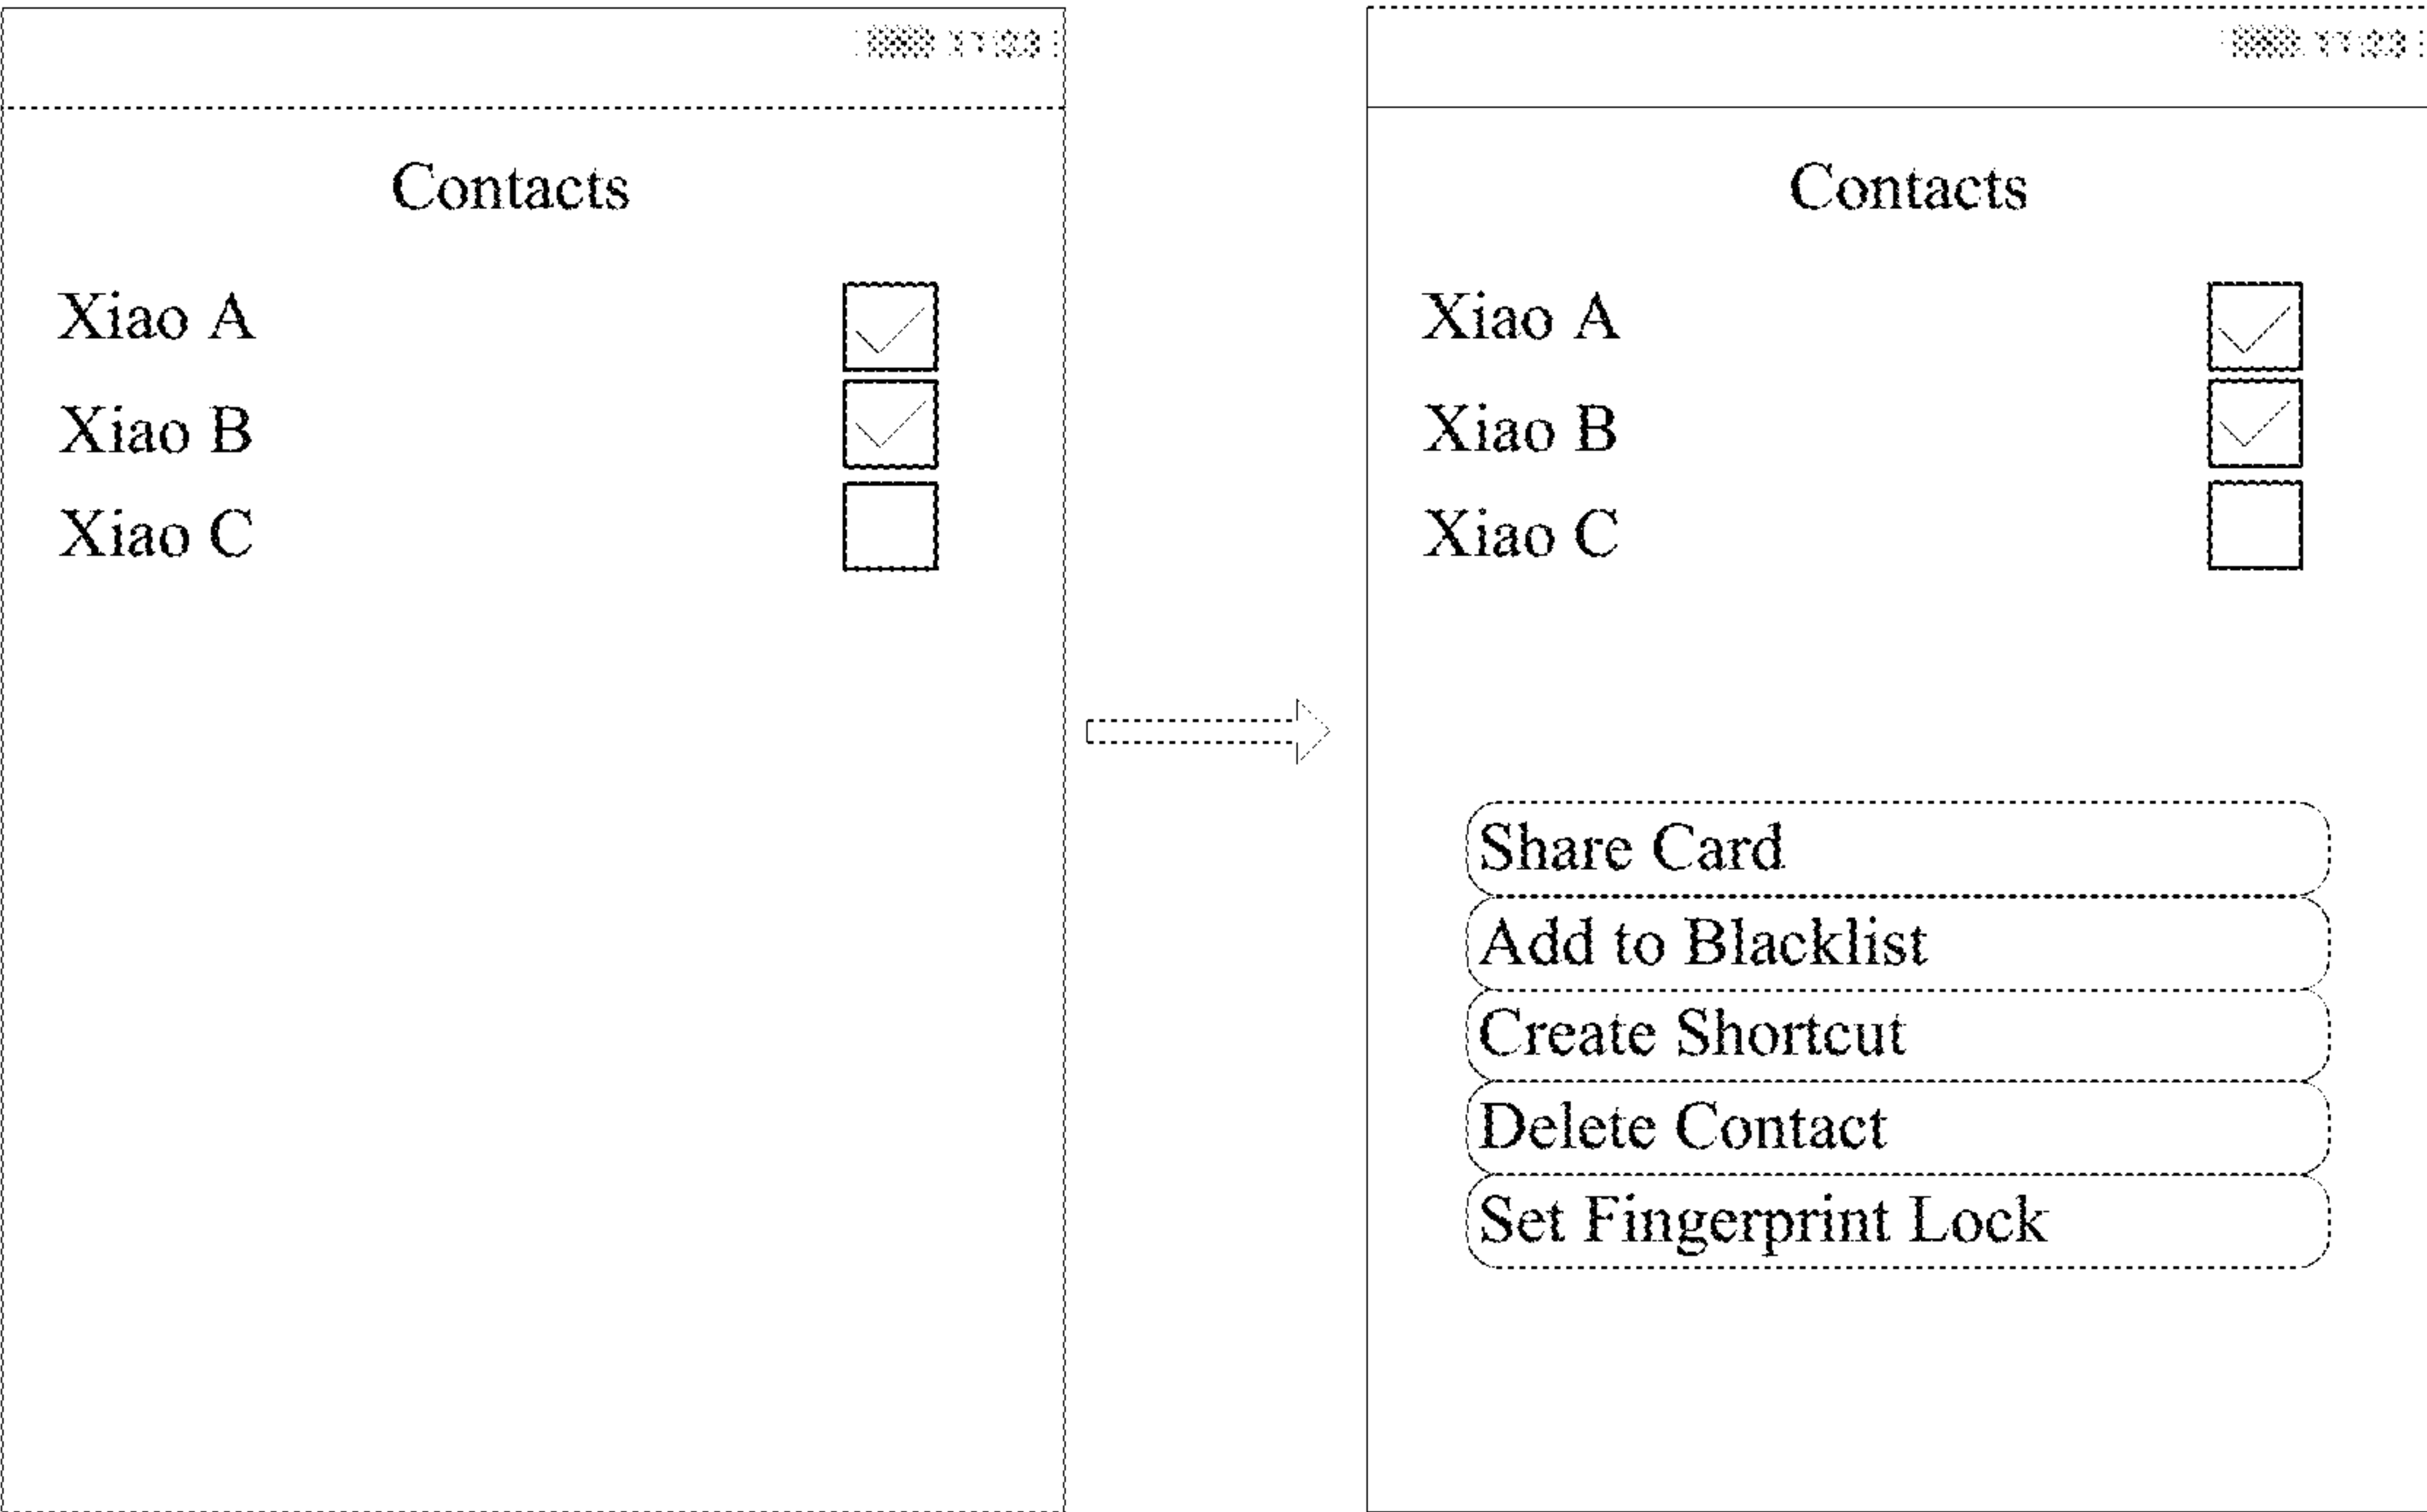 Contacts
Xiao A
Xiao B
Xiao C
Contacts
Xiao A
Xiao B
Xiao C
Share Card
Add to Blacklist
Create Shortcut
Delete Contact
Set Fingerprint Lock